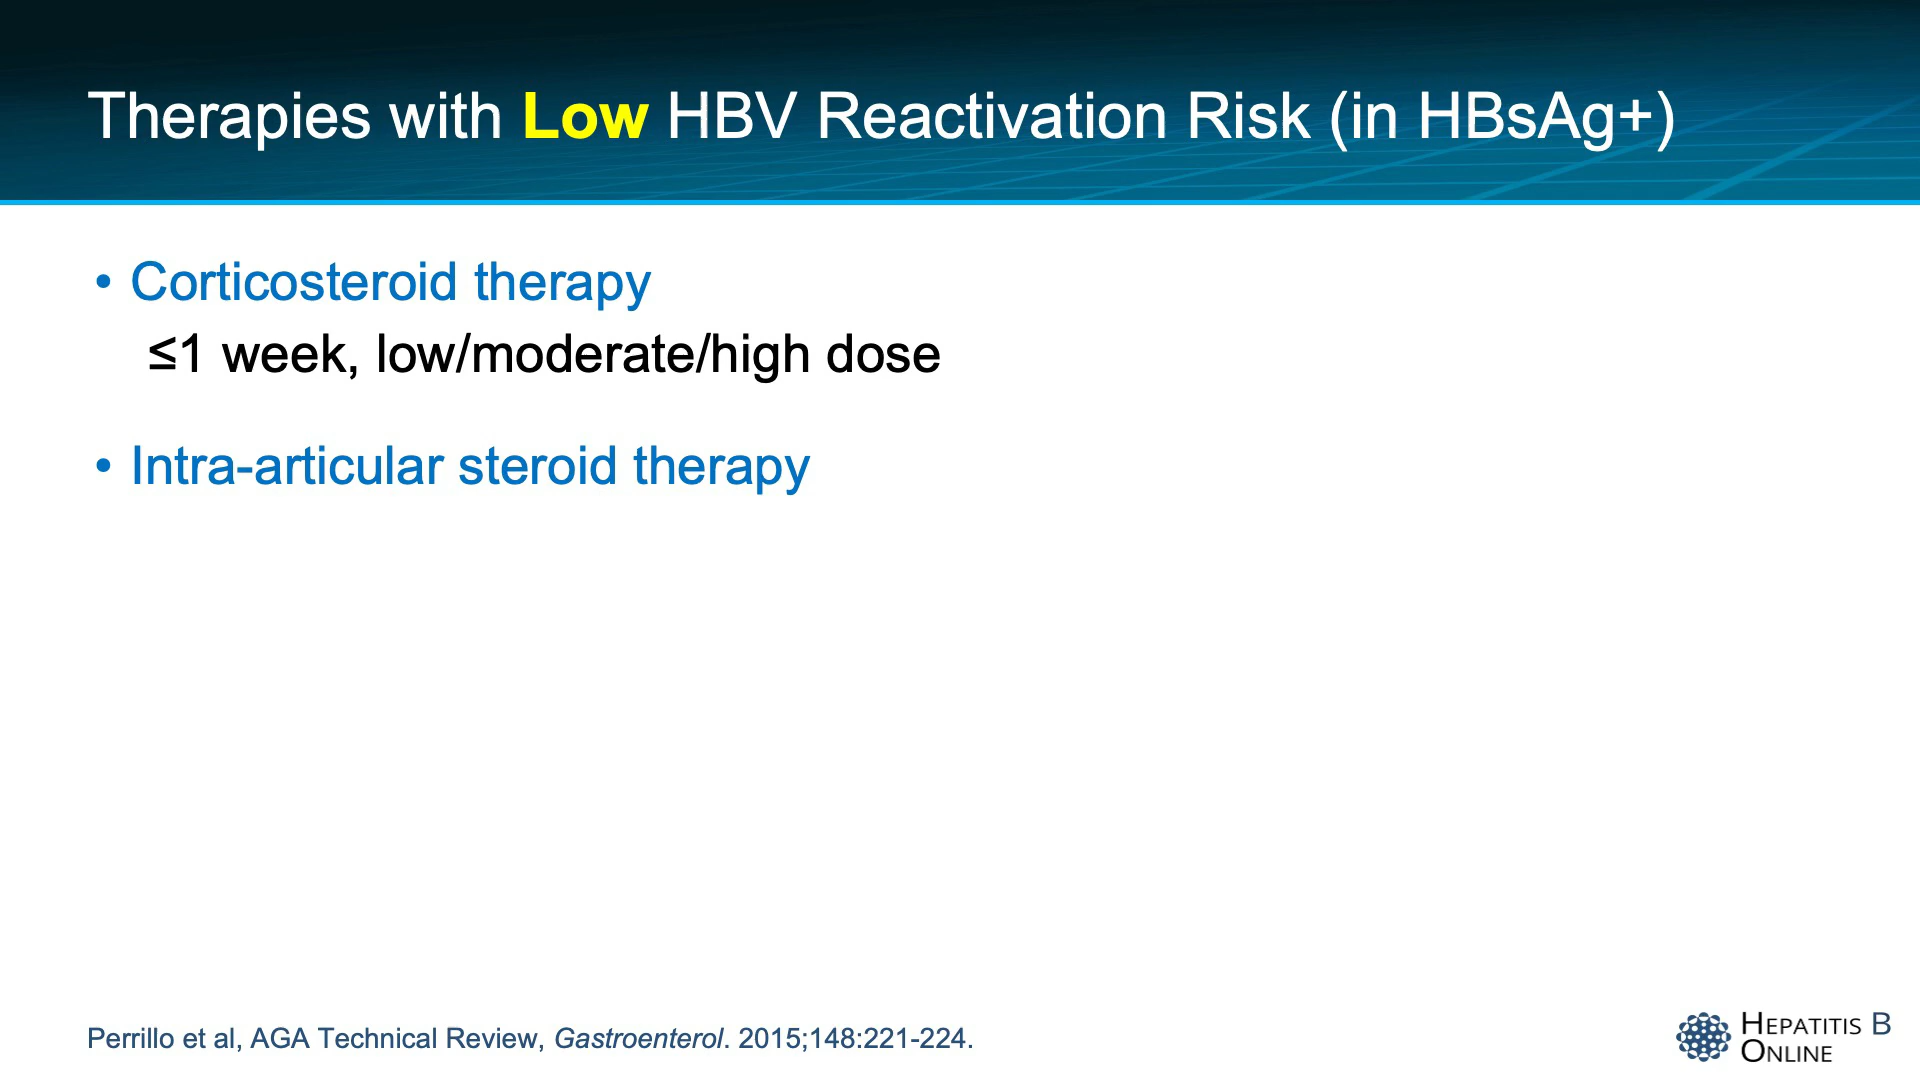 Therapies with Low HBV Reactivation Risk (in HBsAg+)
• Corticosteroid therapy
≤1 week, low/moderate/high dose
• Intra-articular steroid therapy
Perrillo et al, AGA Technical Review, Gastroenterol. 2015;148:221-224.
HEPATITIS B
ONLINE